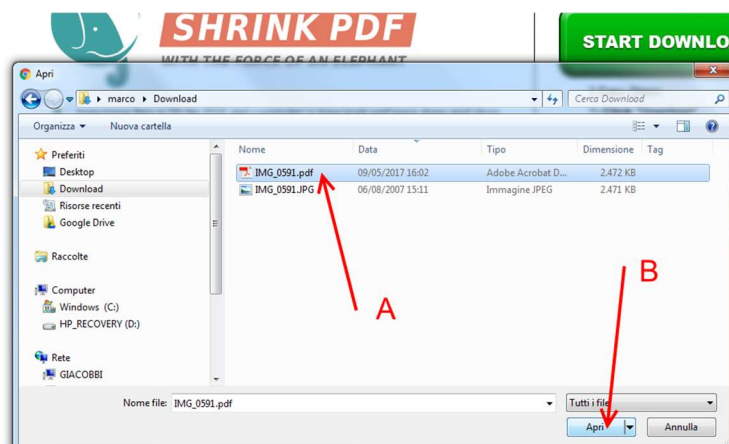 SHRINK PDF
WITH THE FORCE OF AN ELEPHANT
START DOWNLO
Apri
marco Download
Cerca Download
Organizza Nuova cartella
Nome Data Tipo Dimensione Tag
Preferiti
Desktop
Download
Risorse recenti
Google Drive
Raccolte
Computer
Windows (C:)
HP_RECOVERY (D:)
Rete
GIACOBBI
IMG_0591.pdf 09/05/2017 16:02 Adobe Acrobat D... 2.472 KB
IMG_0591.JPG 06/08/2007 15:11 Immagine JPEG 2.471 KB
A
B
Nome file: IMG_0591.pdf Tutti i file
Apri Annulla